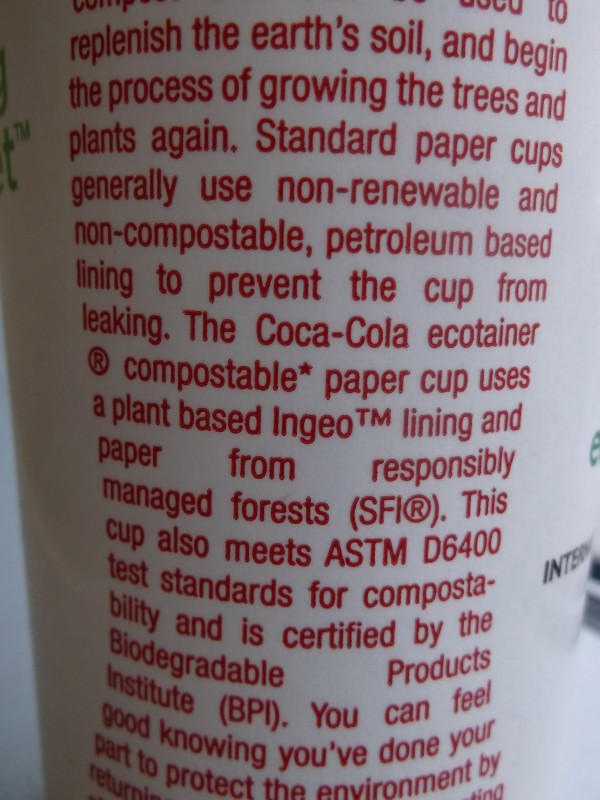 to
replenish the earth's soil, and begin
the process of growing the trees and
plants again. Standard paper cups
generally use non-renewable and
non-compostable, petroleum based
lining to prevent the cup from
leaking. The Coca-Cola ecotainer
® compostable* paper cup uses
a plant based Ingeo™ lining and
paper from responsibly
managed forests (SFI®). This
cup also meets ASTM D6400
test standards for composta-
bility and is certified by the
Biodegradable Products
Institute (BPI). You can feel
good knowing you've done your
part to protect the environment by